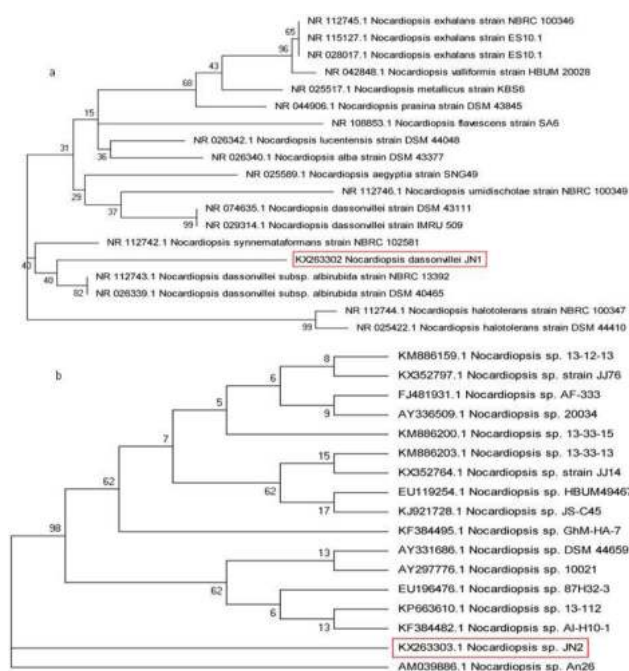 NR 112745.1 Nocardiopsis exhalans strain NBRC 100346
65
NR 115127.1 Nocardiopsis exhalans strain ES10.1
96
NR 028017.1 Nocardiopsis exhalans strain ES10.1
a
43
NR 042848.1 Nocardiopsis valliformis strain HBUM 20028
68
NR 025517.1 Nocardiopsis metallicus strain KBS6
NR 044906.1 Nocardiopsis prasina strain DSM 43845
15
NR 108853.1 Nocardiopsis flavescens strain SA6
NR 026342.1 Nocardiopsis lucentensis strain DSM 44048
31
36
NR 026340.1 Nocardiopsis alba strain DSM 43377
NR 025589.1 Nocardiopsis aegyptia strain SNG49
29
NR 112746.1 Nocardiopsis umidischolae strain NBRC 100349
37
NR 074635.1 Nocardiopsis dassonvillei strain DSM 43111
99
NR 029314.1 Nocardiopsis dassonvillei strain IMRU 509
NR 112742.1 Nocardiopsis synnemataformans strain NBRC 102581
40
KX263302 Nocardiopsis dassonvillei JN1
40
NR 112743.1 Nocardiopsis dassonvillei subsp. albirubida strain NBRC 13392
82
NR 026339.1 Nocardiopsis dassonvillei subsp. albirubida strain DSM 40465
NR 112744.1 Nocardiopsis halotolerans strain NBRC 100347
99
NR 025422.1 Nocardiopsis halotolerans strain DSM 44410
b
8
KM886159.1 Nocardiopsis sp. 13-12-13
6
KX352797.1 Nocardiopsis sp. strain JJ76
FJ481931.1 Nocardiopsis sp. AF-333
5
9
AY336509.1 Nocardiopsis sp. 20034
7
KM886200.1 Nocardiopsis sp. 13-33-15
15
KM886203.1 Nocardiopsis sp. 13-33-13
62
KX352764.1 Nocardiopsis sp. strain JJ14
62
EU119254.1 Nocardiopsis sp. HBUM49467
17
KJ921728.1 Nocardiopsis sp. JS-C45
98
KF384495.1 Nocardiopsis sp. GhM-HA-7
13
AY331686.1 Nocardiopsis sp. DSM 44659
62
AY297776.1 Nocardiopsis sp. 10021
EU196476.1 Nocardiopsis sp. 87H32-3
6
KP663610.1 Nocardiopsis sp. 13-112
13
KF384482.1 Nocardiopsis sp. AI-H10-1
KX263303.1 Nocardiopsis sp. JN2
AM039886.1 Nocardiopsis sp. An26